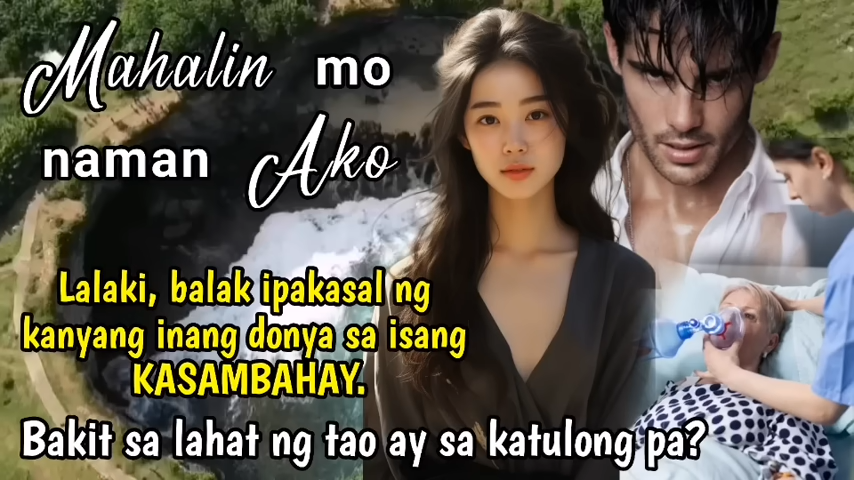 Mahalin mo
naman Ako
Lalaki, balak ipakasal ng
kanyang inang donya sa isang
KASAMBAHAY.
Bakit sa lahat ng tao ay sa katulong pa?